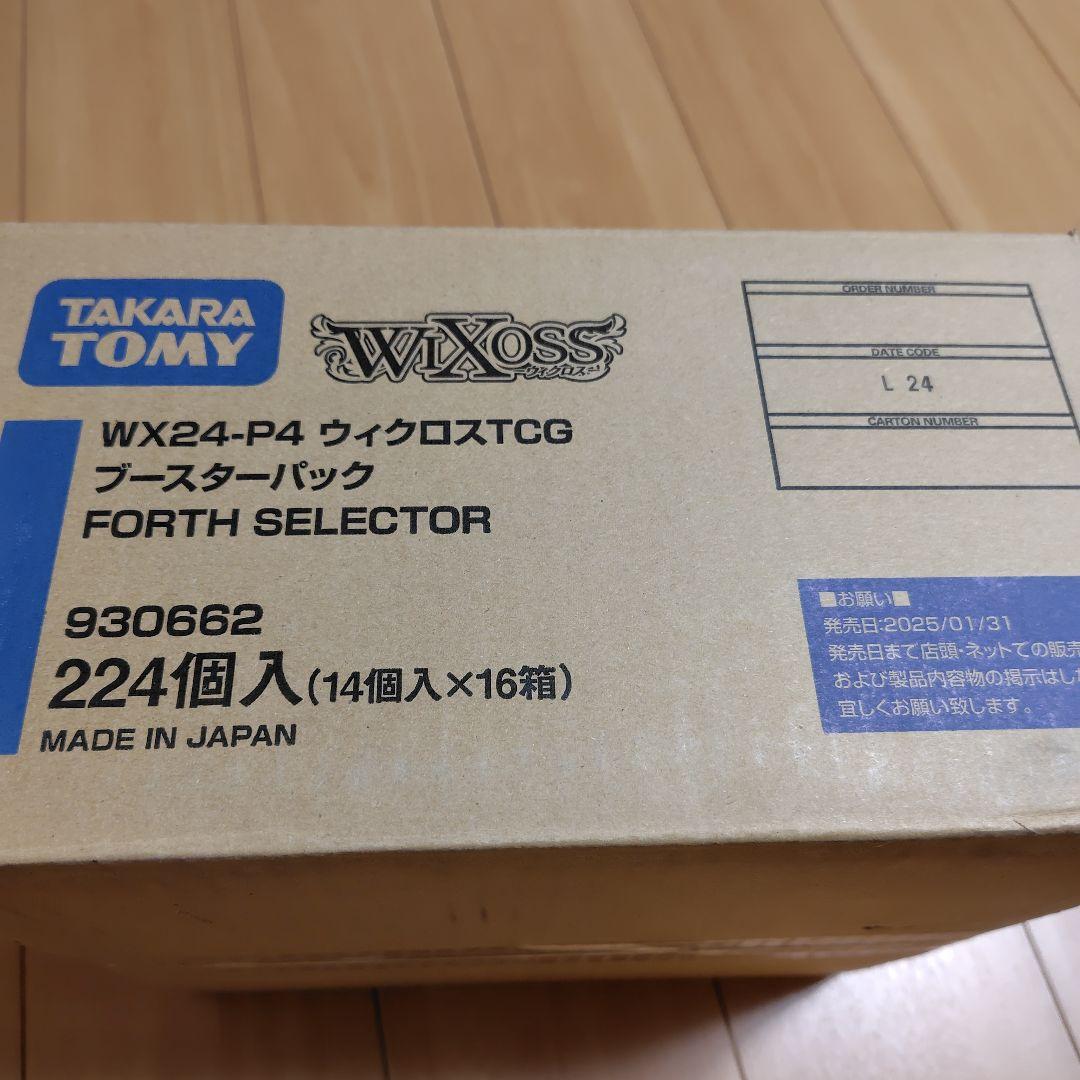 TAKARA
TOMY
WIXOSS
ウィクロス
WX24-P4 ウィクロスTCG
ブースターパック
FORTH SELECTOR
930662
224個入(14個入×16箱)
MADE IN JAPAN
ORDER NUMBER
DATE CODE
L 24
CARTON NUMBER
■お願い■
発売日:2025/01/31
発売日まで店頭・ネットでの販売
および製品内容物の掲示はし
宜しくお願い致します。